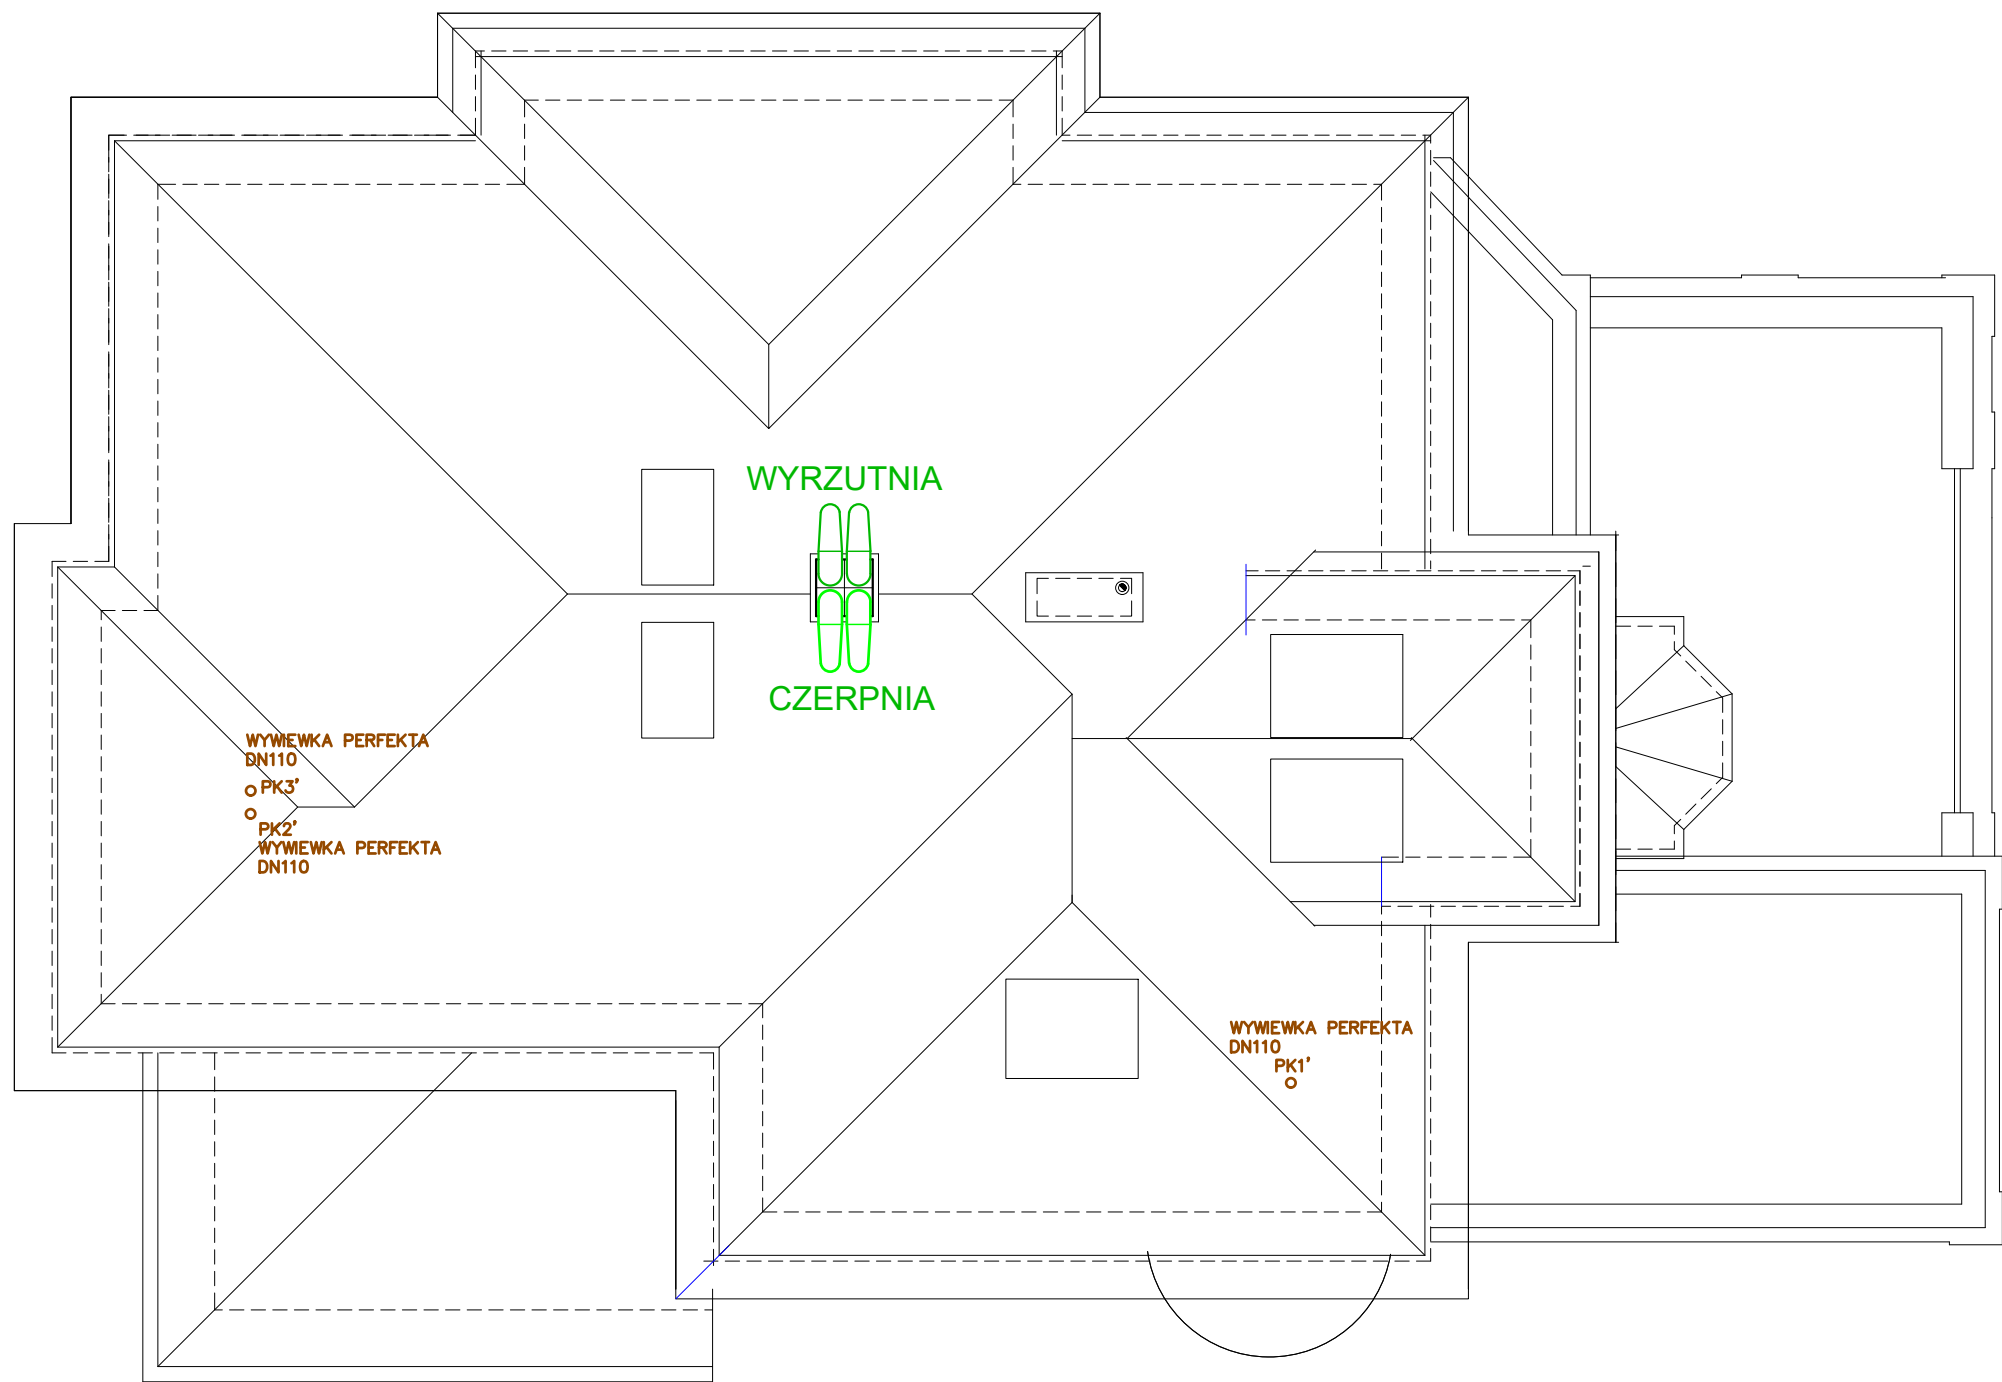 WYRZUTNIA
CZERPNIA
WYWIEWKA PERFEKTA
DN110
PK3'
PK2'
WYWIEWKA PERFEKTA
DN110
WYWIEWKA PERFEKTA
DN110
PK1'